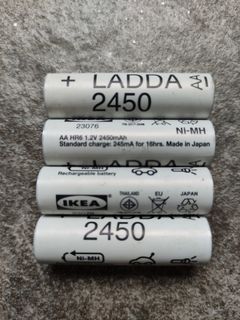 + LADDA AA
2450
23076 Ni-MH
AA HR6 1.2V 2450mAh
Standard charge: 245mA for 16hrs. Made in Japan
Rechargeable battery
IKEA THAILAND EU JAPAN
2450
Ni-MH